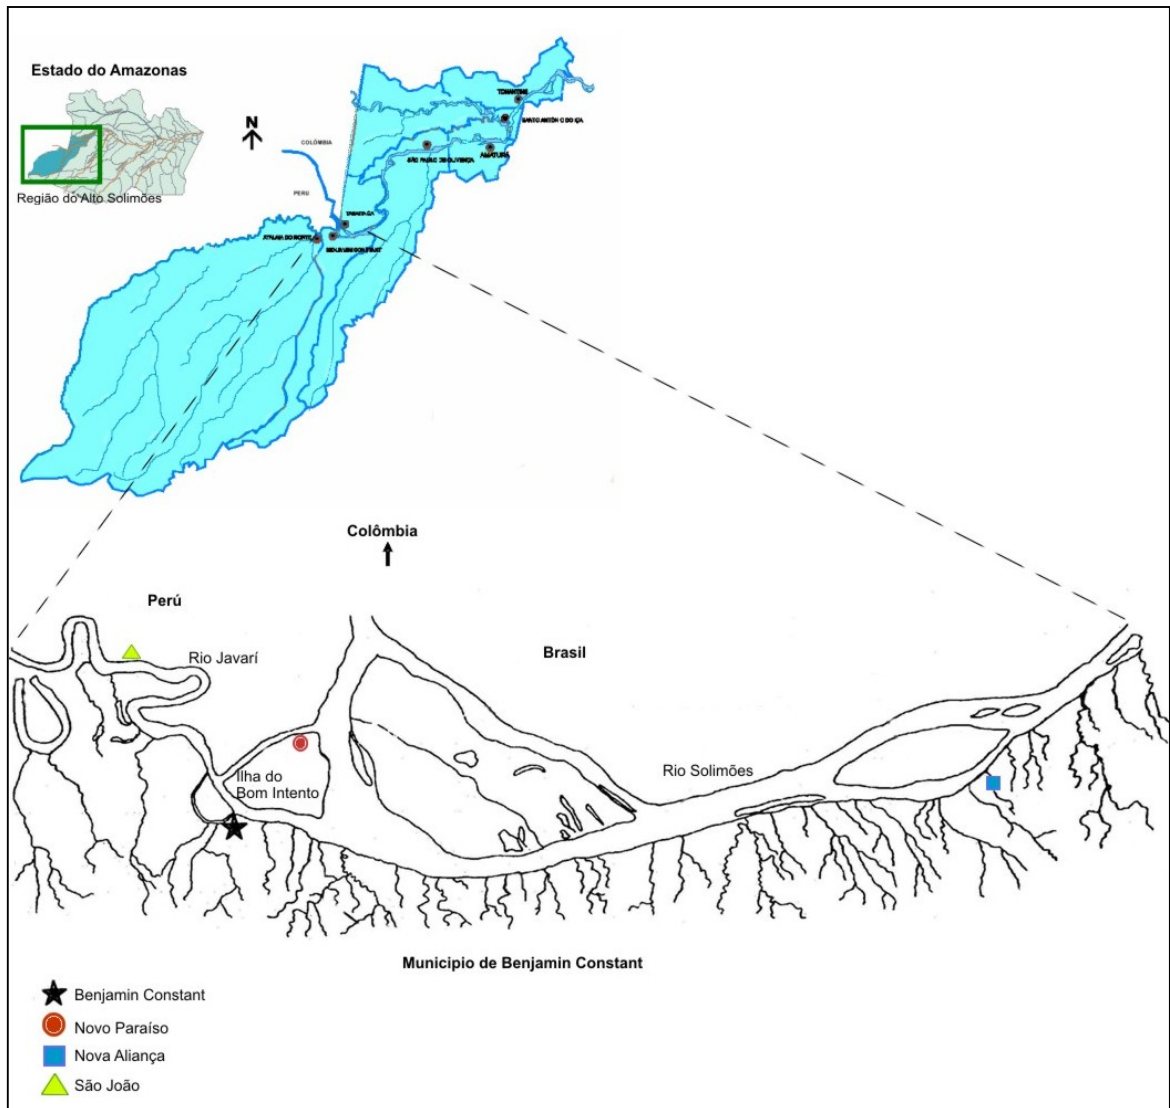 Estado do Amazonas
N
Região do Alto Solimões
COLÔMBIA
PERU
TONANTINS
SANTO ANTÔNIO DO IÇA
SÃO PAULO DE OLIVENÇA
AMATURÁ
TABATINGA
ATALAIA DO NORTE
BENJAMIN CONSTANT
Colômbia
Perú
Rio Javarí
Brasil
Rio Solimões
Ilha do
Bom Intento
Municipio de Benjamin Constant
Benjamin Constant
Novo Paraíso
Nova Aliança
São João